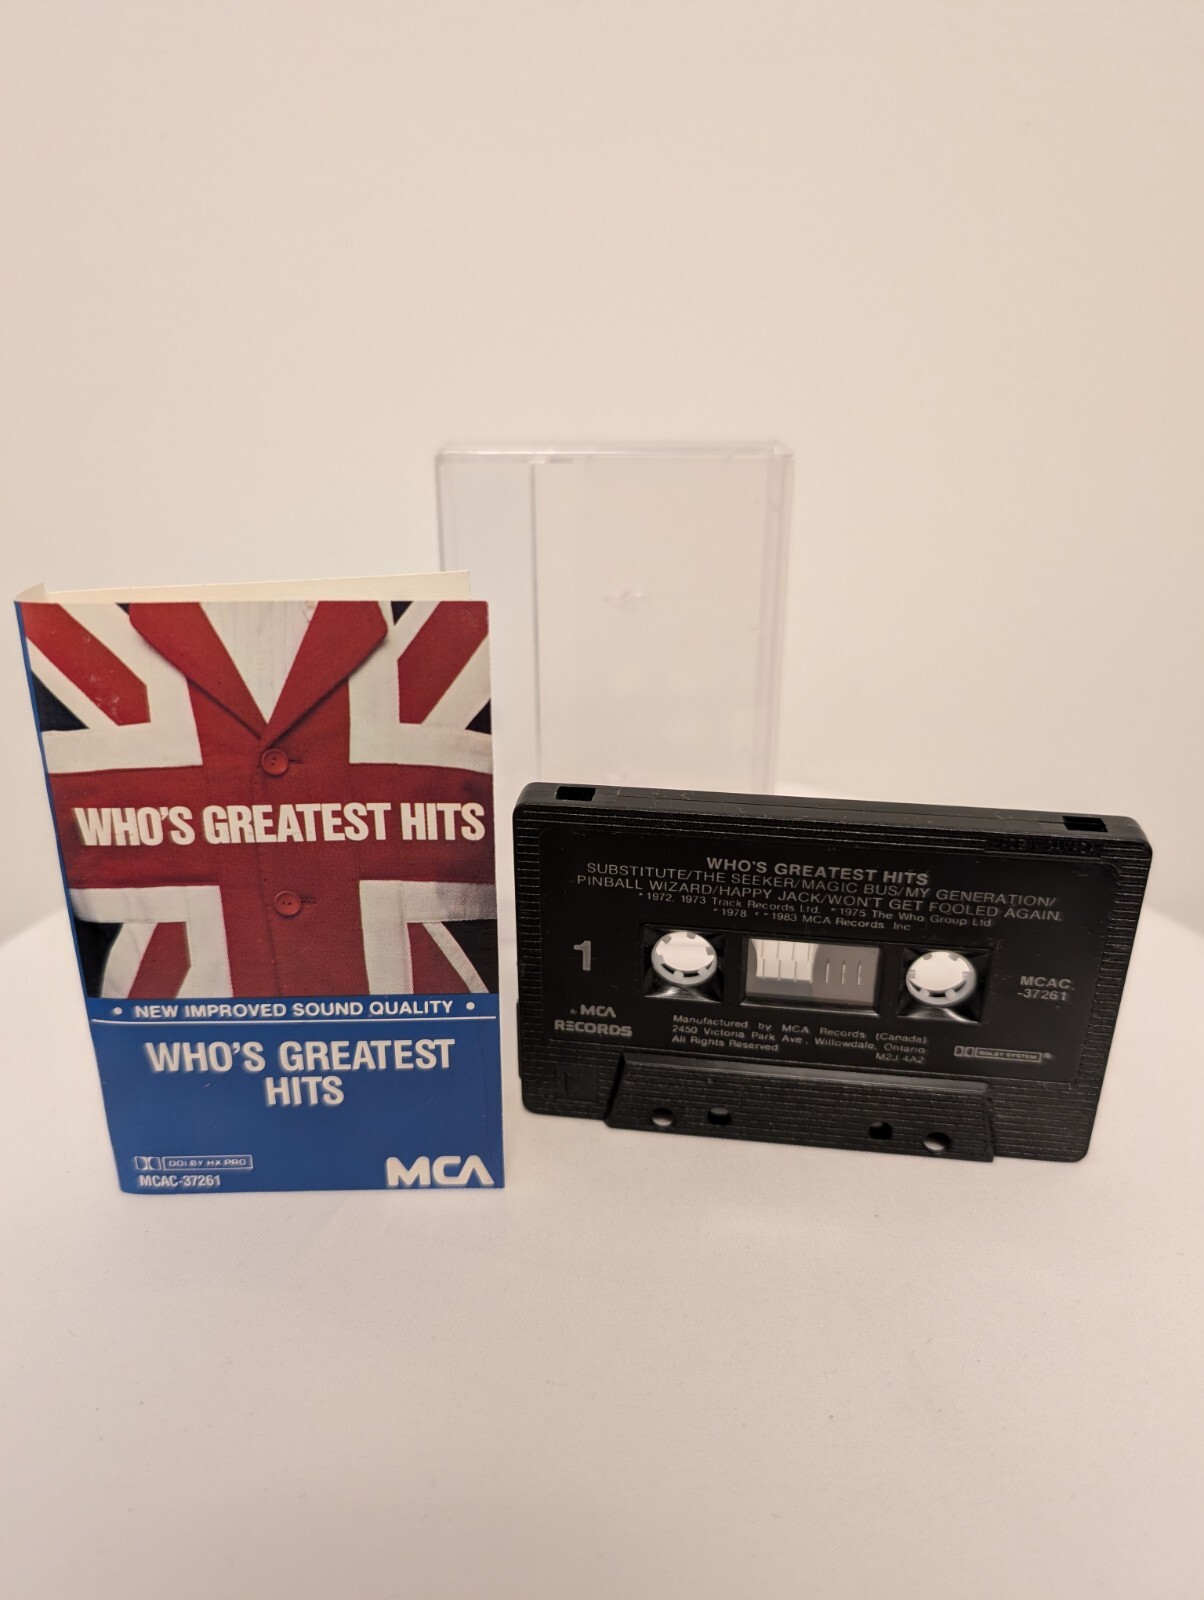 WHO'S GREATEST HITS
• NEW IMPROVED SOUND QUALITY •
WHO'S GREATEST
HITS
DOLBY HX PRO
MCAC-37261
MCA
WHO'S GREATEST HITS
SUBSTITUTE/THE SEEKER/MAGIC BUS/MY GENERATION/
PINBALL WIZARD/HAPPY JACK/WON'T GET FOOLED AGAIN.
1972, 1973 Track Records Ltd. 1975 The Who Group Ltd
1978 1983 MCA Records Inc
1
MCAC
-37261
MCA
RECORDS
Manufactured by MCA Records (Canada)
2450 Victoria Park Ave., Willowdale, Ontario
All Rights Reserved
M2J 4A2
DOLBY SYSTEM